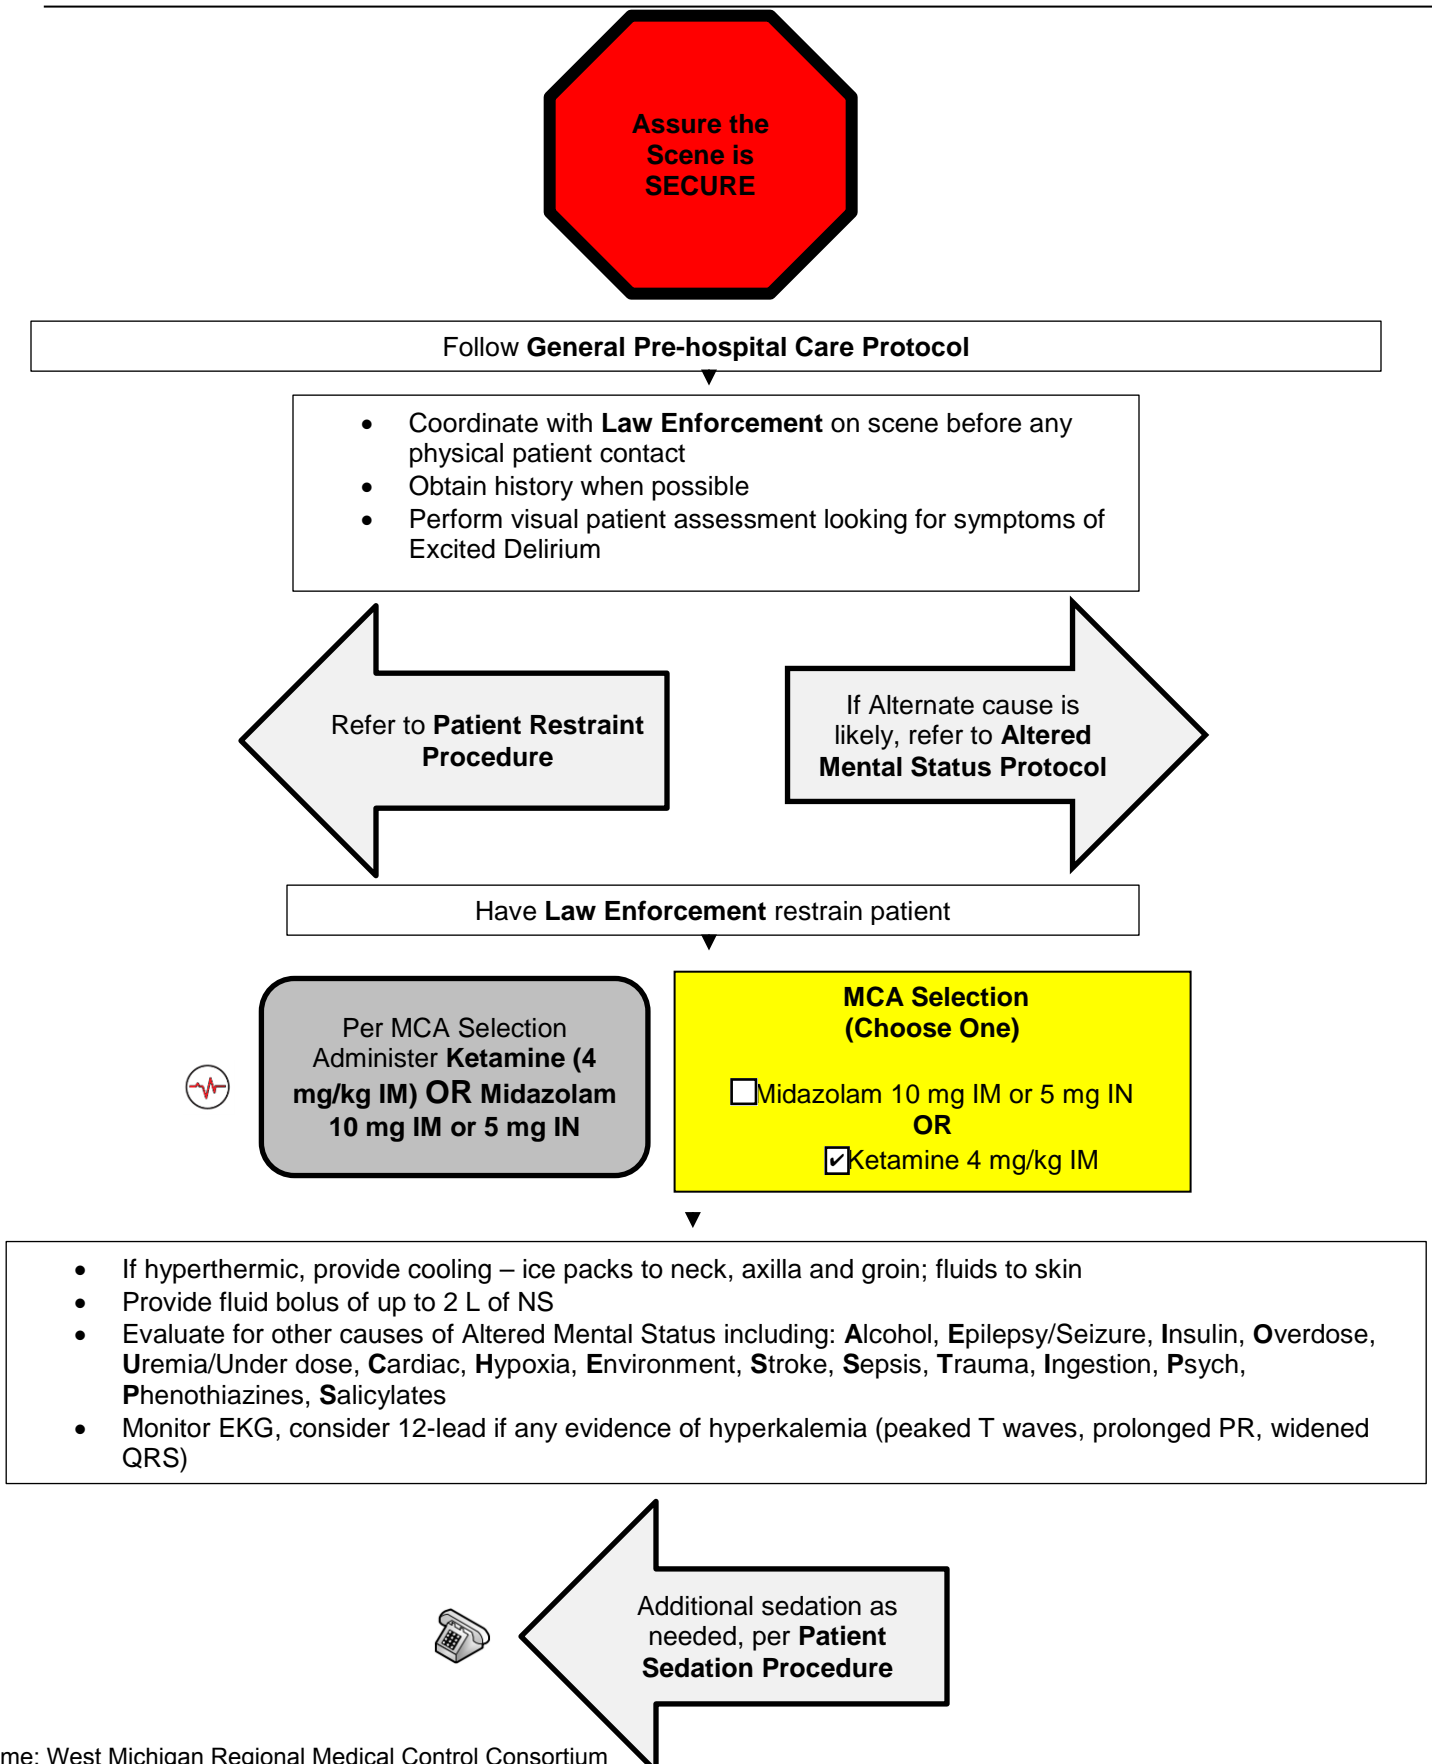 Assure the
Scene is
SECURE
Follow General Pre-hospital Care Protocol
• Coordinate with Law Enforcement on scene before any
physical patient contact
• Obtain history when possible
• Perform visual patient assessment looking for symptoms of
Excited Delirium
Refer to Patient Restraint
Procedure
If Alternate cause is
likely, refer to Altered
Mental Status Protocol
Have Law Enforcement restrain patient
Per MCA Selection
Administer Ketamine (4
mg/kg IM) OR Midazolam
10 mg IM or 5 mg IN
MCA Selection
(Choose One)
☐Midazolam 10 mg IM or 5 mg IN
OR
☑Ketamine 4 mg/kg IM
• If hyperthermic, provide cooling – ice packs to neck, axilla and groin; fluids to skin
• Provide fluid bolus of up to 2 L of NS
• Evaluate for other causes of Altered Mental Status including: Alcohol, Epilepsy/Seizure, Insulin, Overdose,
Uremia/Under dose, Cardiac, Hypoxia, Environment, Stroke, Sepsis, Trauma, Ingestion, Psych,
Phenothiazines, Salicylates
• Monitor EKG, consider 12-lead if any evidence of hyperkalemia (peaked T waves, prolonged PR, widened
QRS)
Additional sedation as
needed, per Patient
Sedation Procedure
me: West Michigan Regional Medical Control Consortium